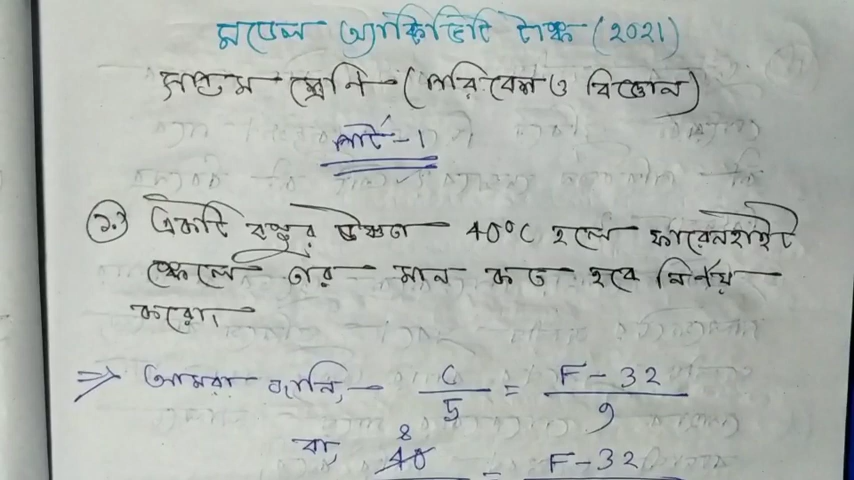 মডেল অ্যাক্টিভিটি টাস্ক (2021)
সপ্তম শ্রেনি - (পরিবেশ ও বিজ্ঞান)
পার্ট - 1
১.> একটি বস্তুর উষ্ণতা 40°C হলে ফারেনহাইট
স্কেলে তার মান কত হবে নির্ণয়
করো।
⇒ আমরা জানি, - C/5 = F - 32/9
বা, 8 40 = F - 32